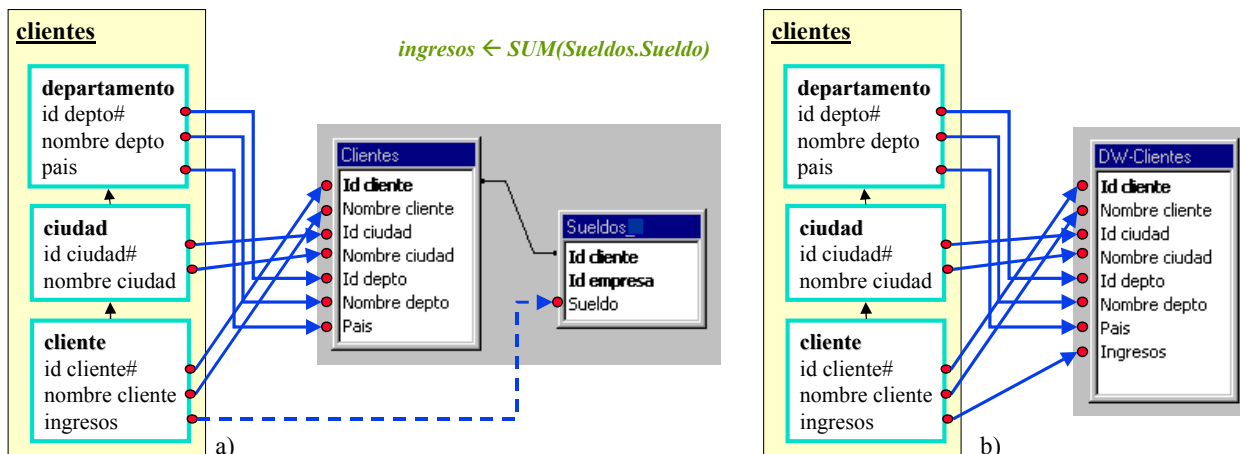 clientes
departamento
id depto#
nombre depto
pais
ciudad
id ciudad#
nombre ciudad
cliente
id cliente#
nombre cliente
ingresos
ingresos ← SUM(Sueldos.Sueldo)
Clientes
Id cliente
Nombre cliente
Id ciudad
Nombre ciudad
Id depto
Nombre depto
Pais
Sueldos_
Id cliente
Id empresa
Sueldo
a)
clientes
departamento
id depto#
nombre depto
pais
ciudad
id ciudad#
nombre ciudad
cliente
id cliente#
nombre cliente
ingresos
DW-Clientes
Id cliente
Nombre cliente
Id ciudad
Nombre ciudad
Id depto
Nombre depto
Pais
Ingresos
b)